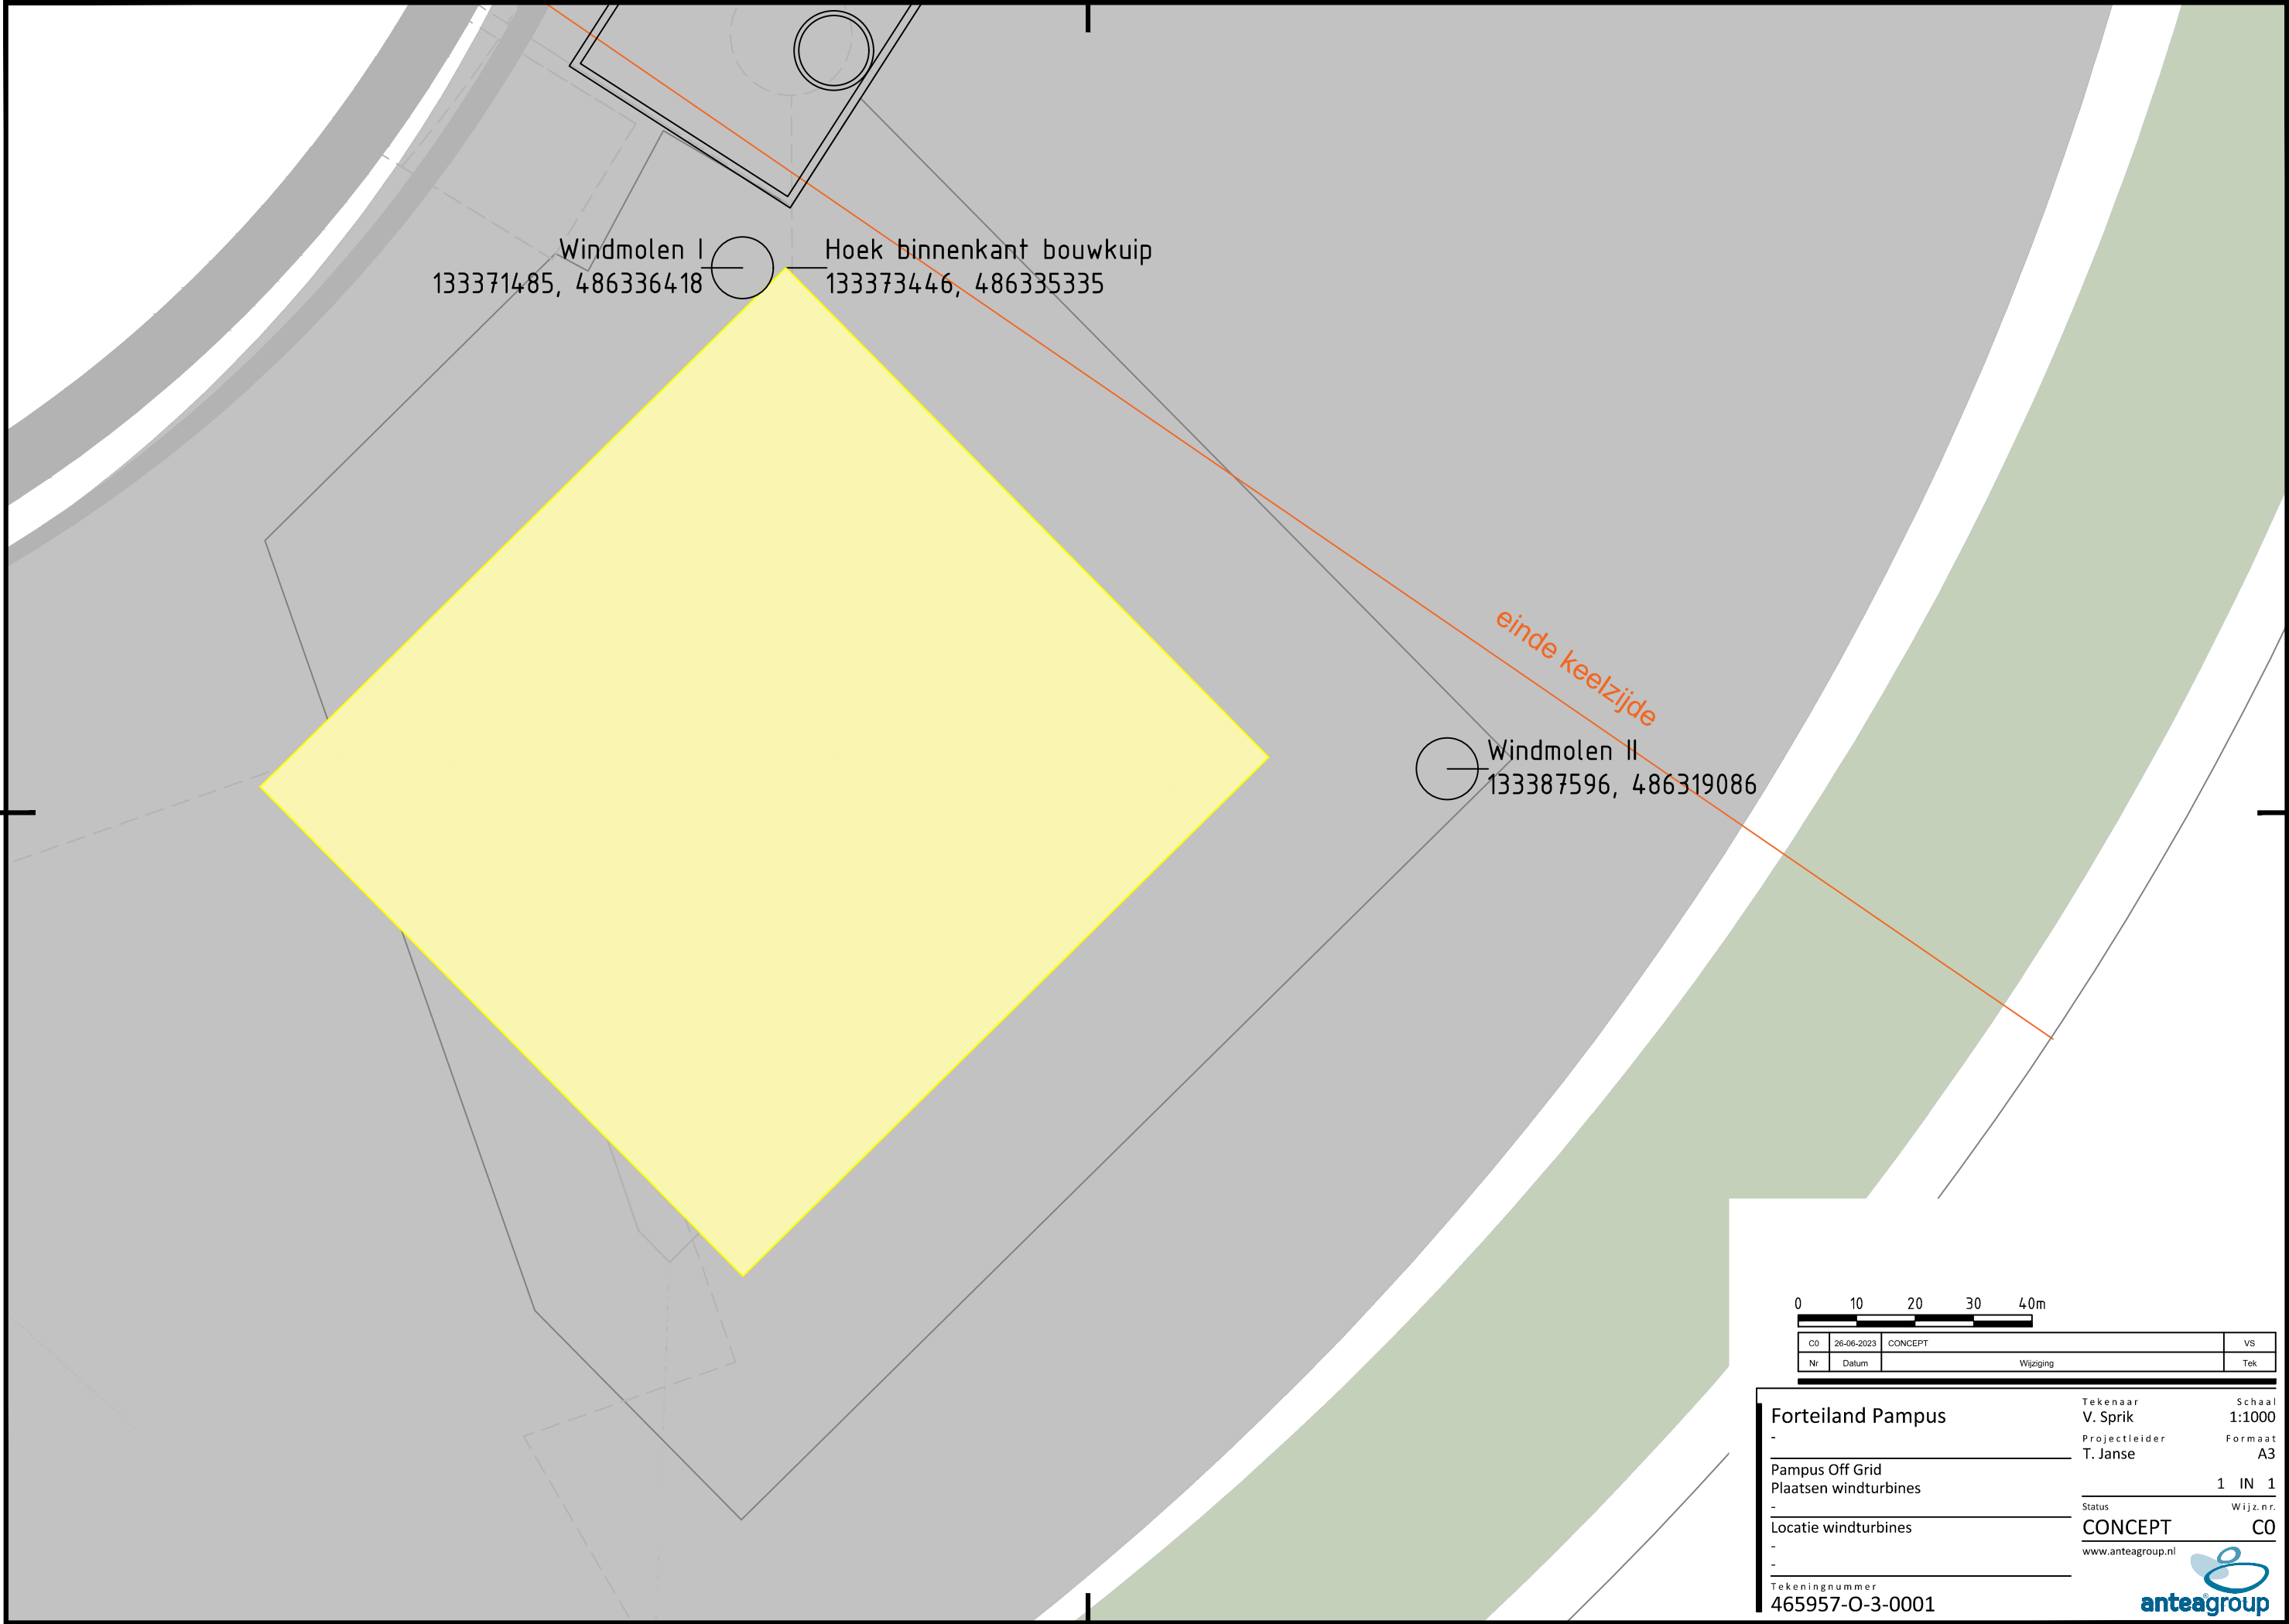 Windmolen I
133371485, 486336418
Hoek binnenkant bouwkuip
133373446, 486335335
einde keelzijde
Windmolen II
133387596, 486319086
0 10 20 30 40m
C0 26-06-2023 CONCEPT VS
Nr Datum Wijziging Tek
Forteiland Pampus
-
Pampus Off Grid
Plaatsen windturbines
-
Locatie windturbines
-
-
Tekeningnummer
465957-O-3-0001
Tekenaar Schaal
V. Sprik 1:1000
Projectleider Formaat
T. Janse A3
1 IN 1
Status Wijz.nr.
CONCEPT C0
www.anteagroup.nl
anteagroup